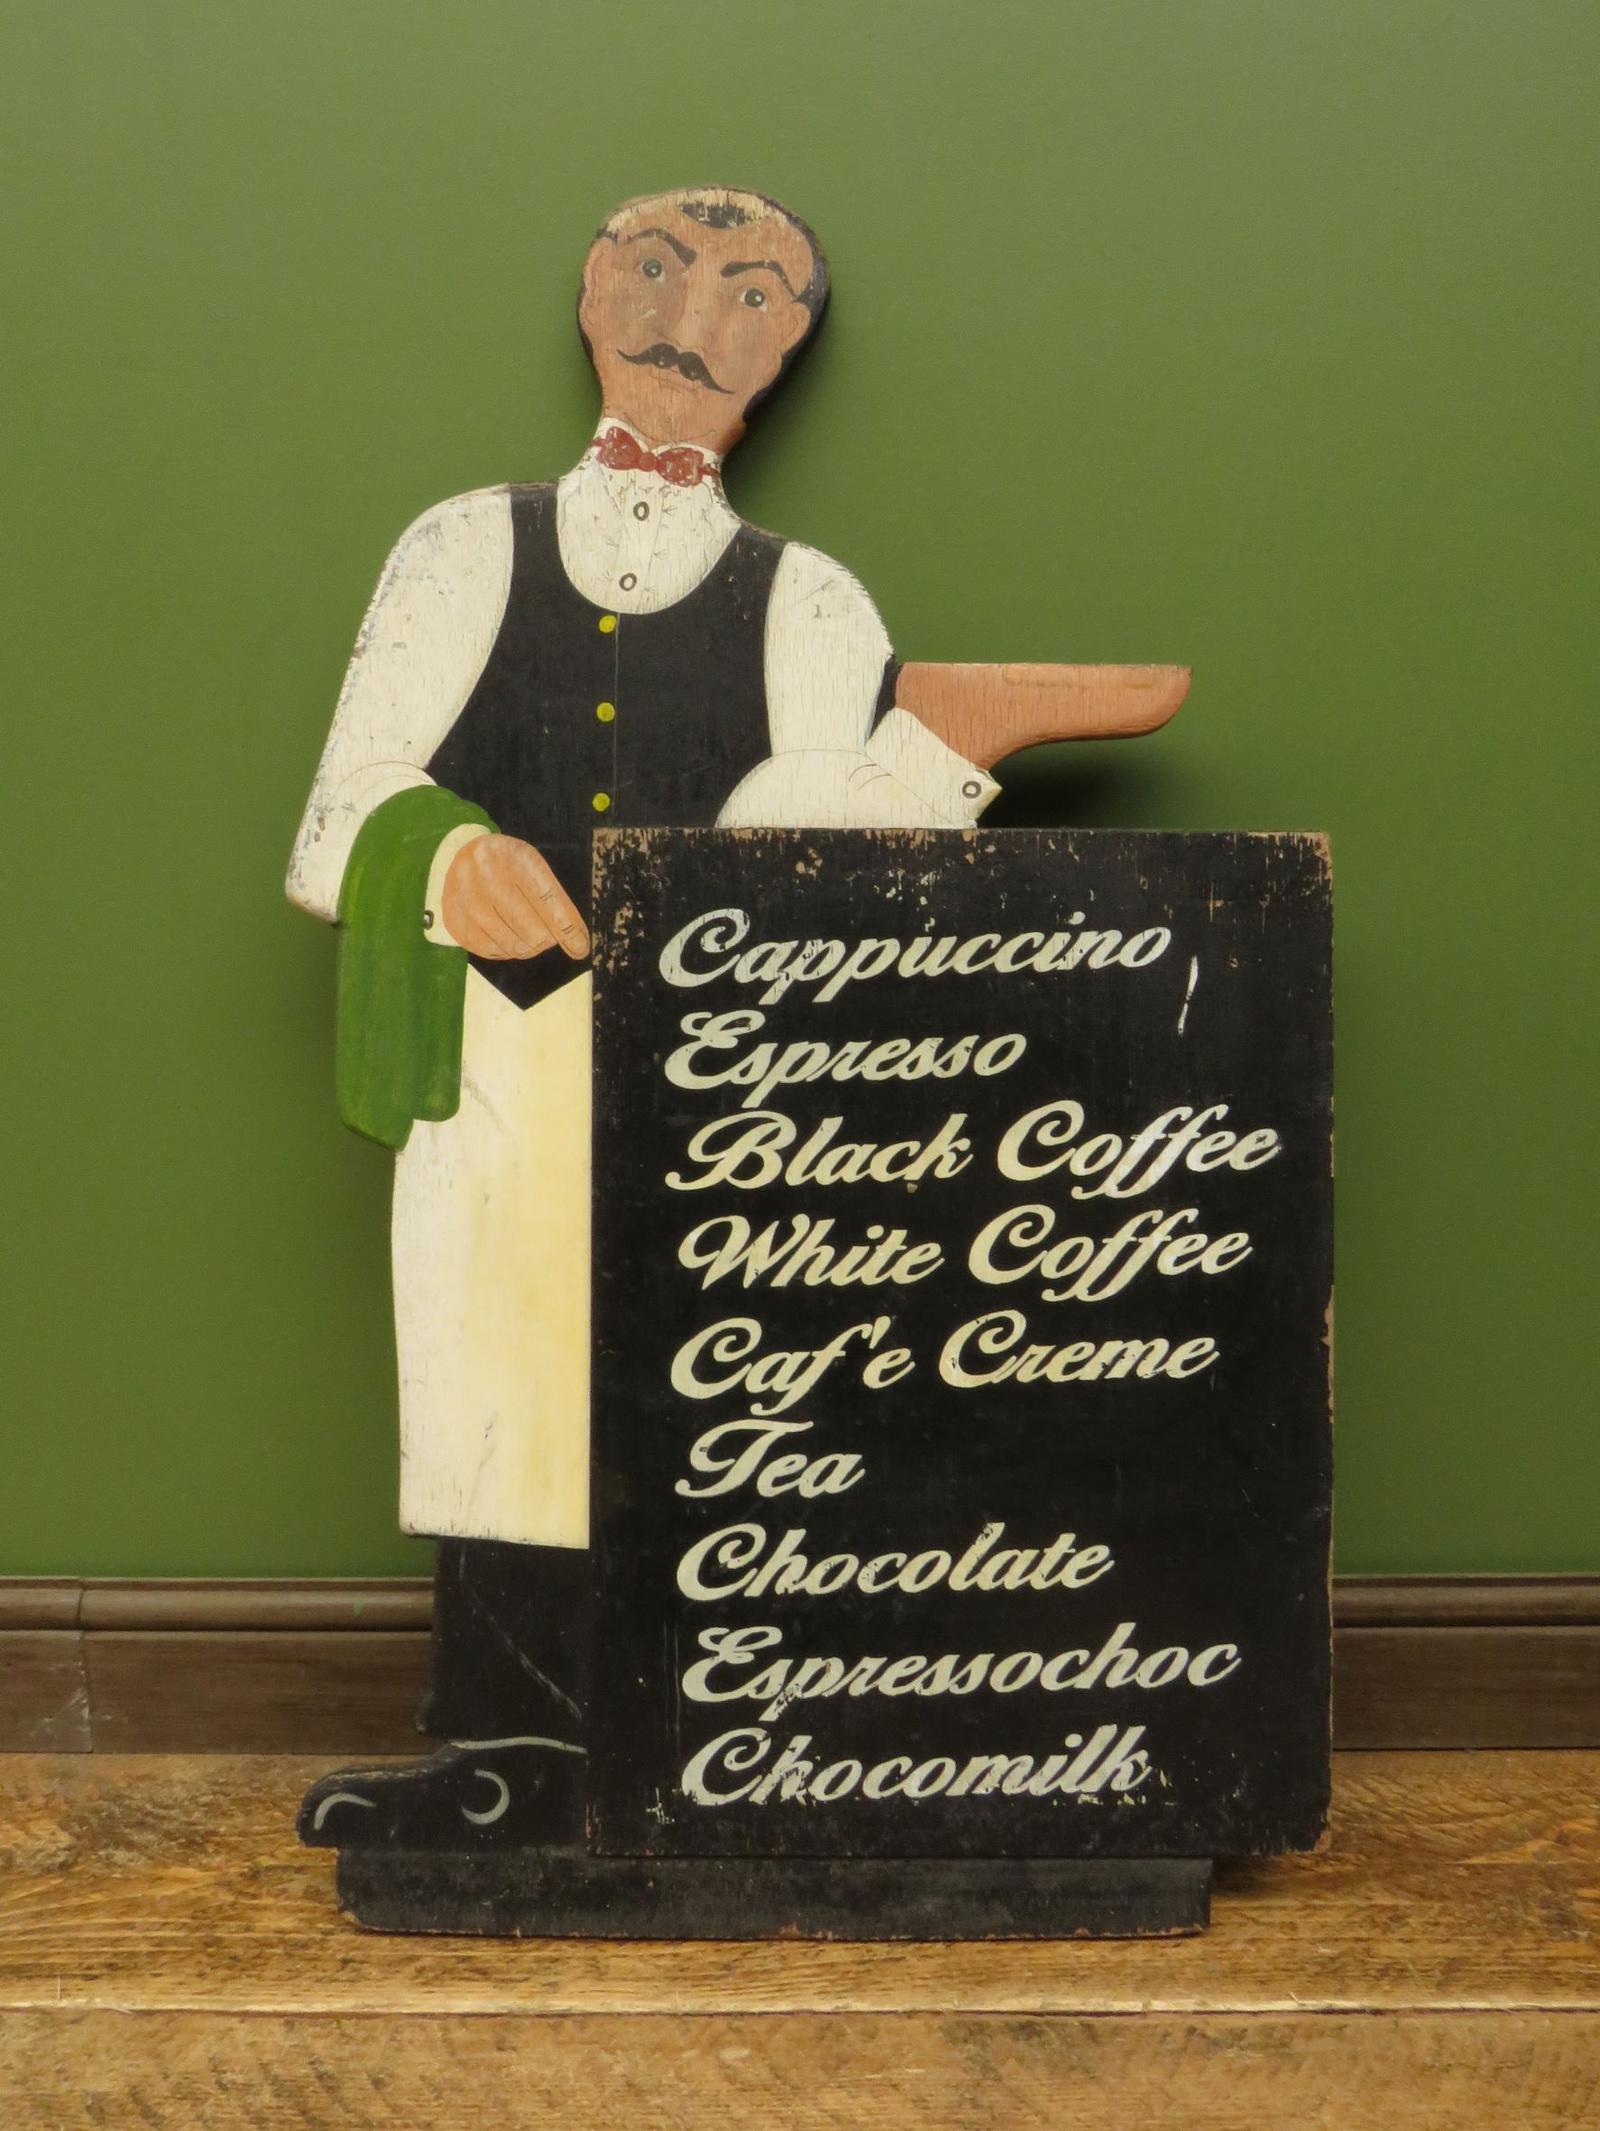 Cappuccino
Espresso
Black Coffee
White Coffee
Caf'e Creme
Tea
Chocolate
Espressochoc
Chocomilk